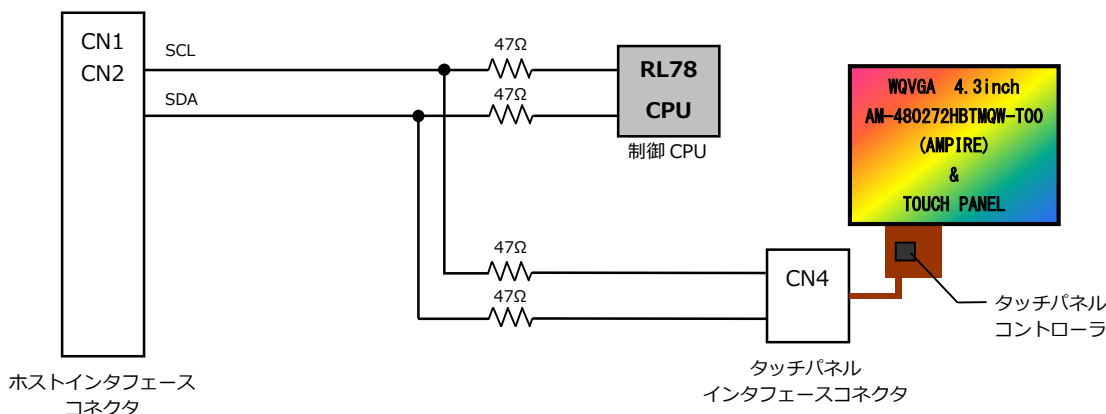 CN1
CN2
SCL
SDA
47Ω
47Ω
RL78
CPU
制御 CPU
WQVGA 4.3inch
AM-480272HBTMQW-T00
(AMPIRE)
&
TOUCH PANEL
47Ω
47Ω
CN4
タッチパネル
コントローラ
タッチパネル
インタフェースコネクタ
ホストインタフェース
コネクタ